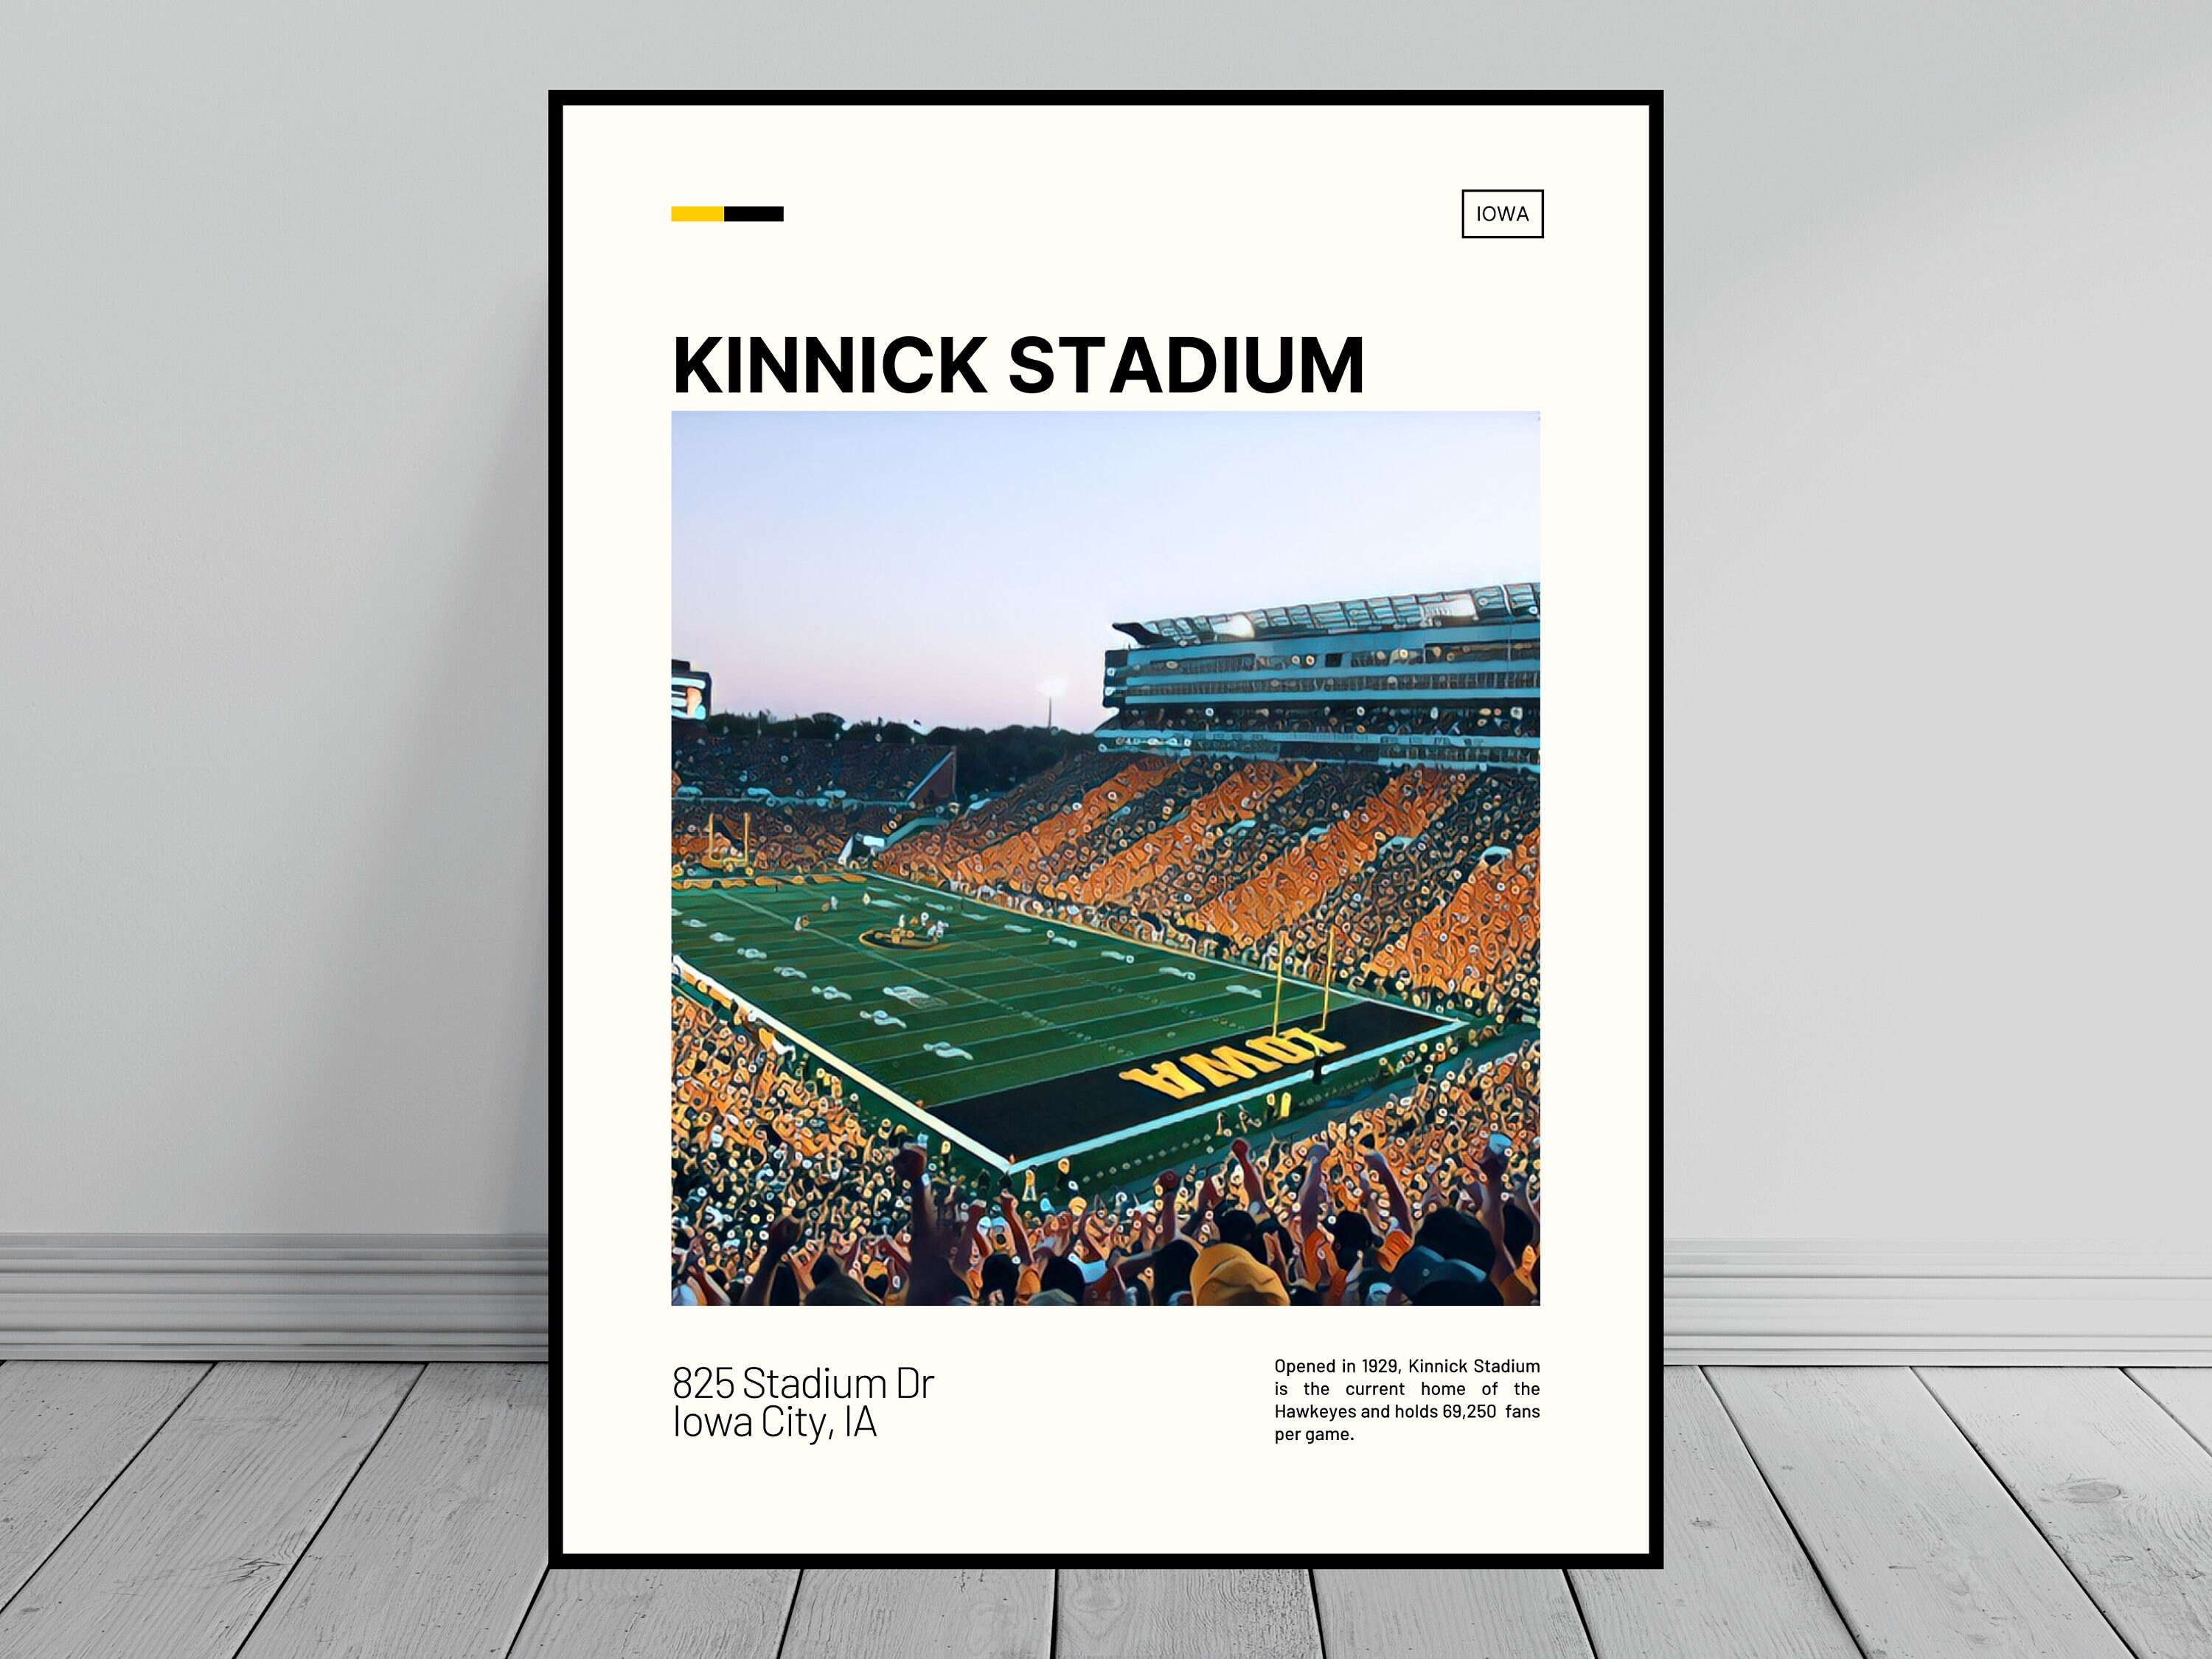 IOWA
KINNICK STADIUM
IOWA
825 Stadium Dr
Iowa City, IA
Opened in 1929, Kinnick Stadium
is the current home of the
Hawkeyes and holds 69,250 fans
per game.